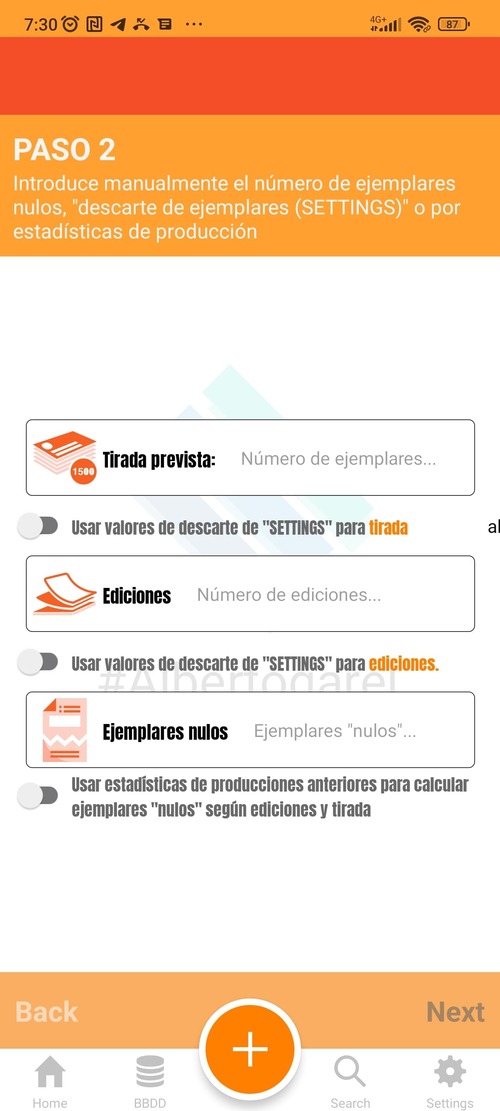 7:30
4G+
87
PASO 2
Introduce manualmente el número de ejemplares
nulos, "descarte de ejemplares (SETTINGS)" o por
estadísticas de producción
1500
Tirada prevista:
Número de ejemplares...
Usar valores de descarte de "SETTINGS" para tirada
Ediciones
Número de ediciones...
Usar valores de descarte de "SETTINGS" para ediciones.
#Albertogarel
Ejemplares nulos
Ejemplares "nulos"...
Usar estadísticas de producciones anteriores para calcular
ejemplares "nulos" según ediciones y tirada
Back
Next
Home
BBDD
Search
Settings